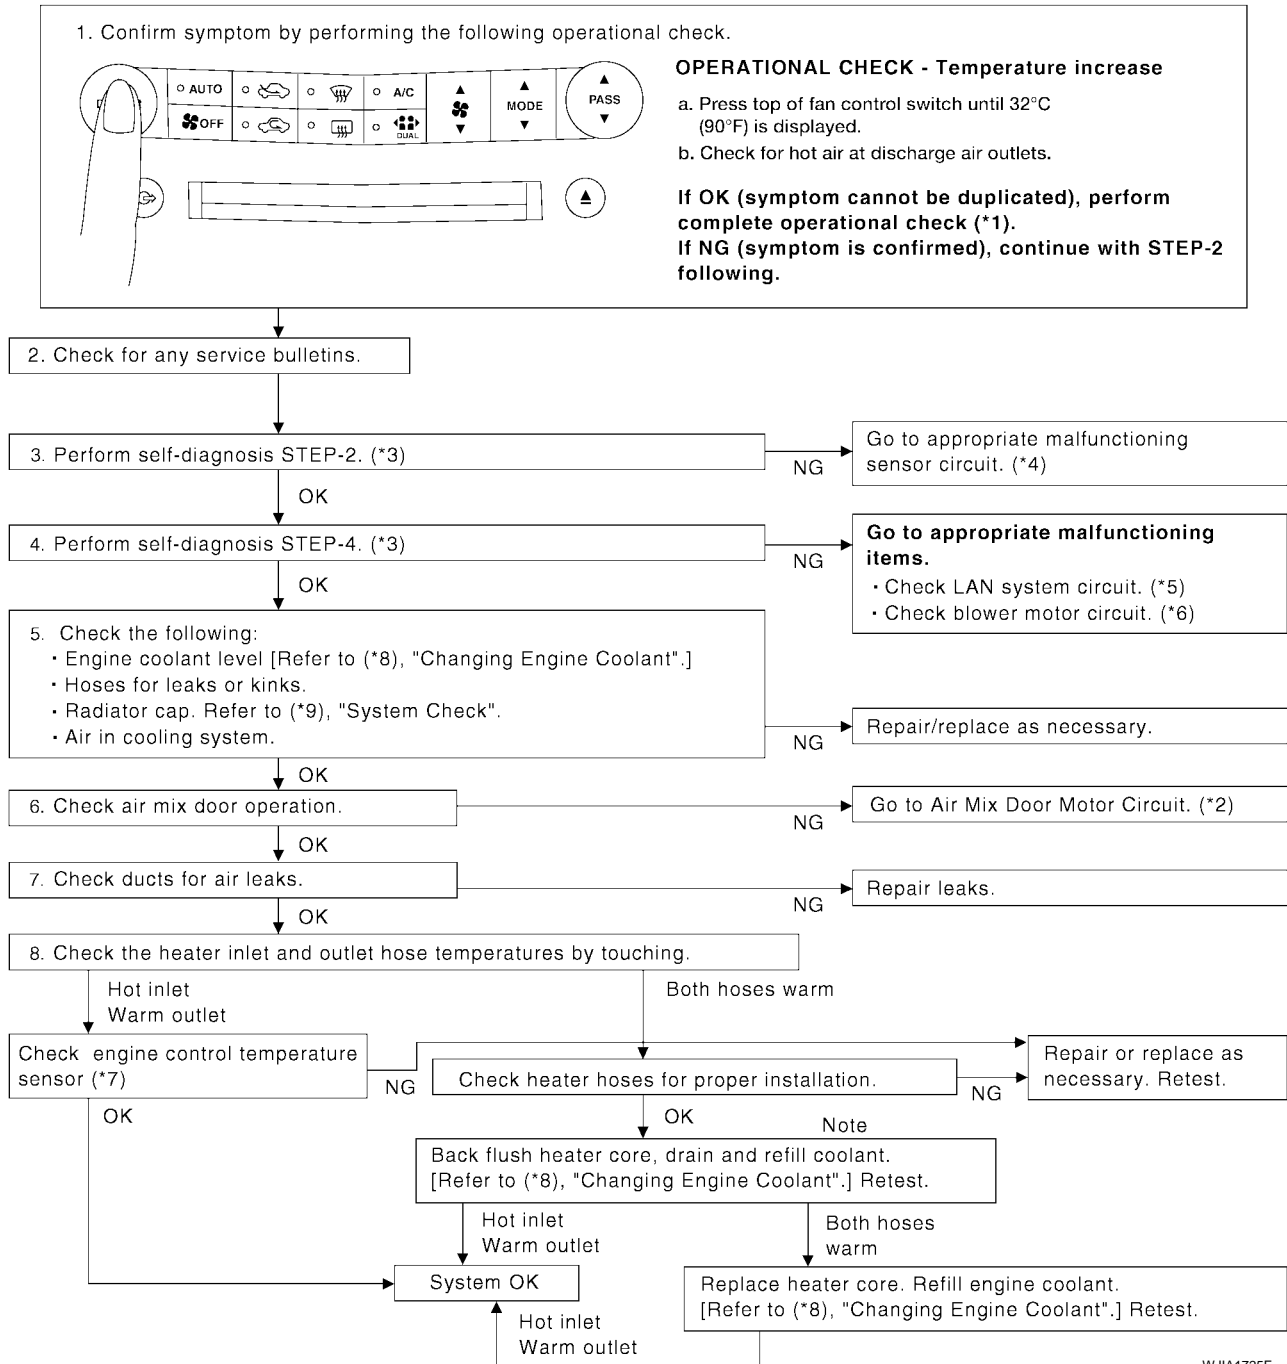 1. Confirm symptom by performing the following operational check.
AUTO
A/C
MODE
PASS
OFF
DUAL
OPERATIONAL CHECK - Temperature increase
a. Press top of fan control switch until 32°C
(90°F) is displayed.
b. Check for hot air at discharge air outlets.
If OK (symptom cannot be duplicated), perform
complete operational check (*1).
If NG (symptom is confirmed), continue with STEP-2
following.
2. Check for any service bulletins.
3. Perform self-diagnosis STEP-2. (*3)
NG
Go to appropriate malfunctioning
sensor circuit. (*4)
OK
4. Perform self-diagnosis STEP-4. (*3)
NG
Go to appropriate malfunctioning
items.
· Check LAN system circuit. (*5)
· Check blower motor circuit. (*6)
OK
5. Check the following:
· Engine coolant level [Refer to (*8), "Changing Engine Coolant".]
· Hoses for leaks or kinks.
· Radiator cap. Refer to (*9), "System Check".
· Air in cooling system.
NG
Repair/replace as necessary.
OK
6. Check air mix door operation.
NG
Go to Air Mix Door Motor Circuit. (*2)
OK
7. Check ducts for air leaks.
NG
Repair leaks.
OK
8. Check the heater inlet and outlet hose temperatures by touching.
Hot inlet
Warm outlet
Both hoses warm
Check engine control temperature
sensor (*7)
NG
OK
Check heater hoses for proper installation.
NG
Repair or replace as
necessary. Retest.
OK
Note
Back flush heater core, drain and refill coolant.
[Refer to (*8), "Changing Engine Coolant".] Retest.
Hot inlet
Warm outlet
Both hoses
warm
System OK
Replace heater core. Refill engine coolant.
[Refer to (*8), "Changing Engine Coolant".] Retest.
Hot inlet
Warm outlet